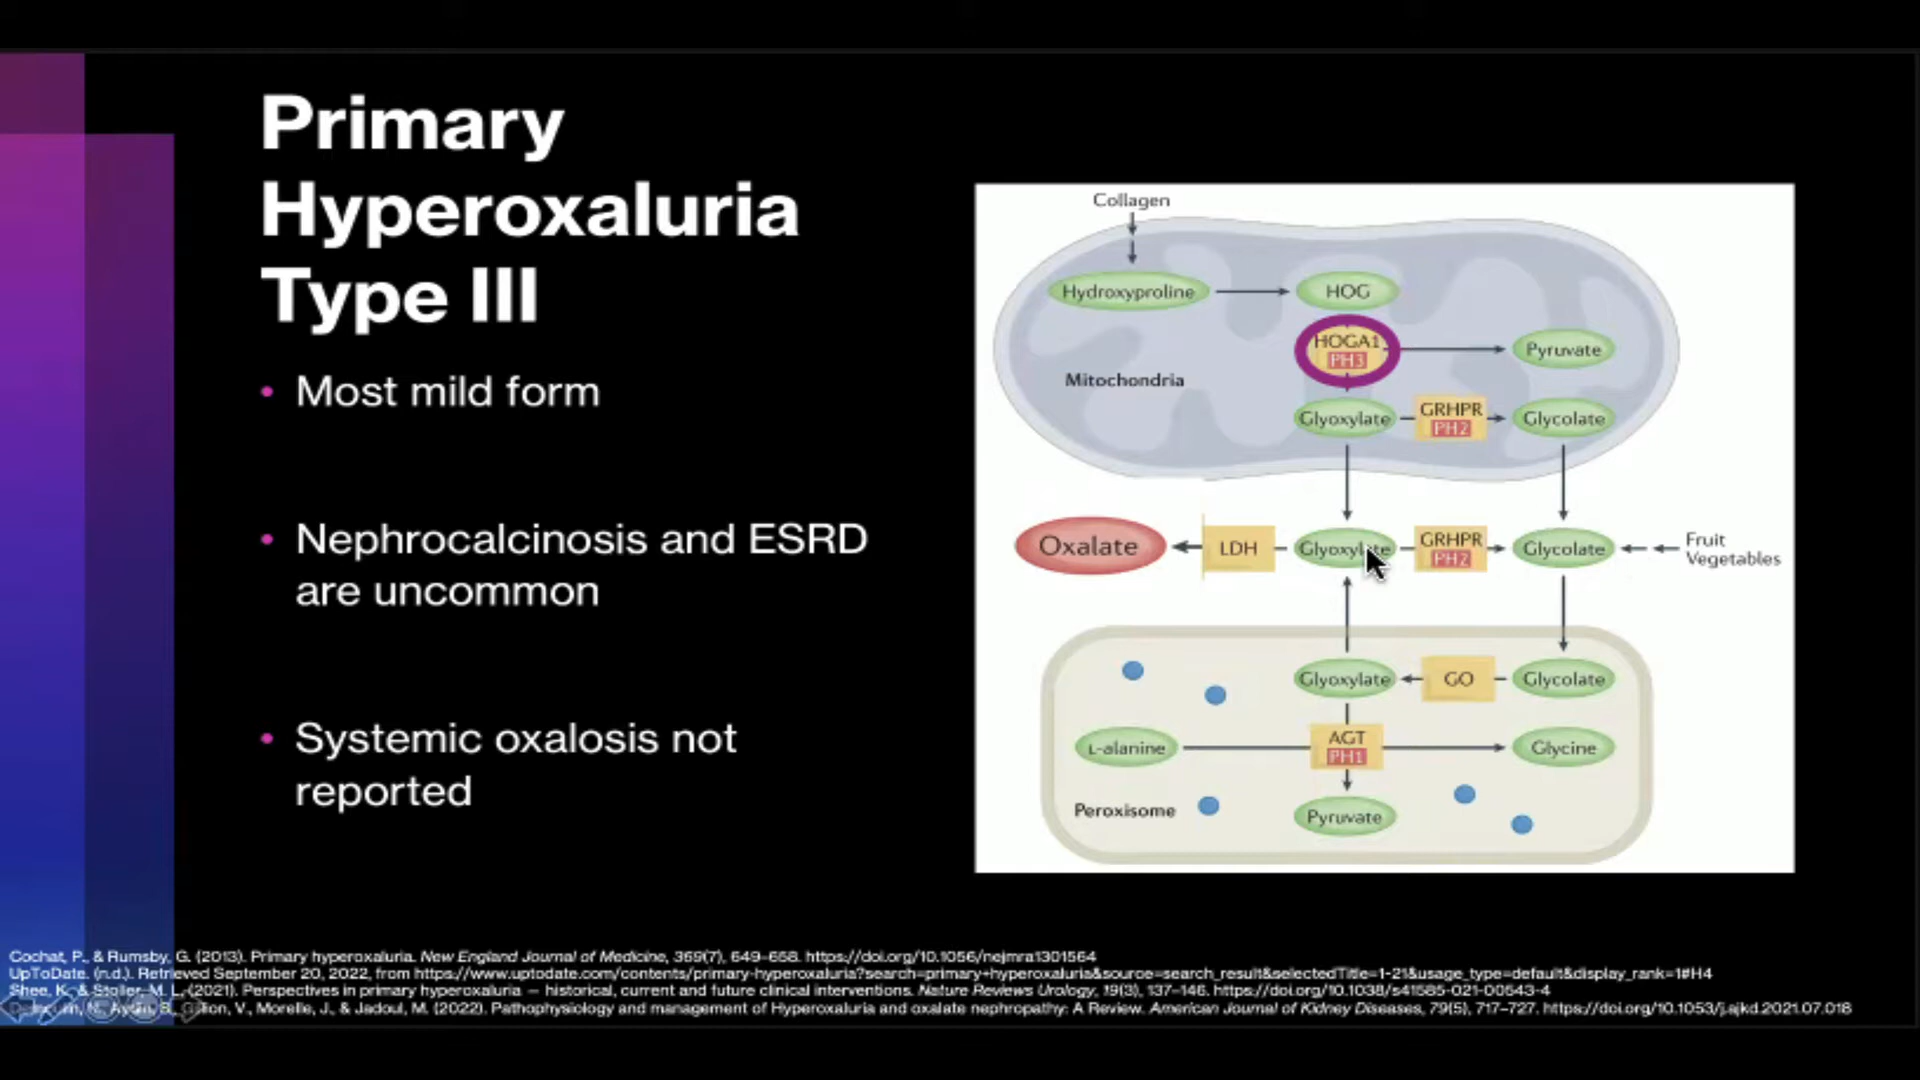 Primary
Hyperoxaluria
Type III
• Most mild form
• Nephrocalcinosis and ESRD
are uncommon
• Systemic oxalosis not
reported
Collagen
Hydroxyproline
HOG
HOGA1
PH3
Pyruvate
Mitochondria
Glyoxylate
GRHPR
PH2
Glycolate
Oxalate
LDH
Glyoxylate
GRHPR
PH2
Glycolate
Fruit
Vegetables
Glyoxylate
GO
Glycolate
L-alanine
AGT
PH1
Glycine
Peroxisome
Pyruvate
Cochat, P., & Rumsby, G. (2013). Primary hyperoxaluria. New England Journal of Medicine, 369(7), 649–658. https://doi.org/10.1056/nejmra1301564
UpToDate. (n.d.). Retrieved September 20, 2022, from https://www.uptodate.com/contents/primary-hyperoxaluria?search=primary+hyperoxaluria&source=search_result&selectedTitle=1~21&usage_type=default&display_rank=1#H4
Shee, K., & Stoller, M. L. (2021). Perspectives in primary hyperoxaluria — historical, current and future clinical interventions. Nature Reviews Urology, 19(3), 137–146. https://doi.org/10.1038/s41585-021-00543-4
V., Morelle, J., & Jadoul, M. (2022). Pathophysiology and management of Hyperoxaluria and oxalate nephropathy: A Review. American Journal of Kidney Diseases, 79(5), 717–727. https://doi.org/10.1053/j.ajkd.2021.07.018